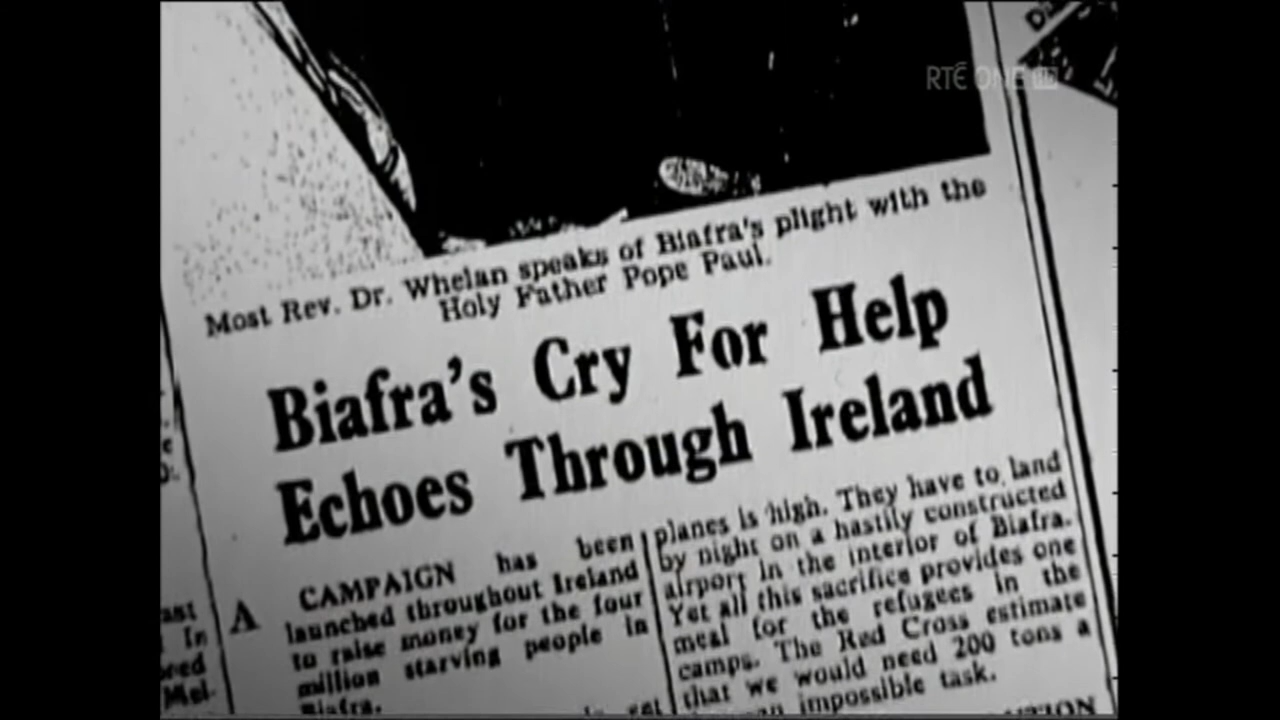 RTÉ ONE HD
Most Rev. Dr. Whelan speaks of Biafra's plight with the
Holy Father Pope Paul.
Biafra's Cry For Help
Echoes Through Ireland
A CAMPAIGN has been
launched throughout Ireland
to raise money for the four
million starving people in
Biafra.
planes is high. They have to land
by night on a hastily constructed
airport in the interior of Biafra.
Yet all this sacrifice provides one
meal for the refugees in the
camps. The Red Cross estimate
that we would need 200 tons a
impossible task.